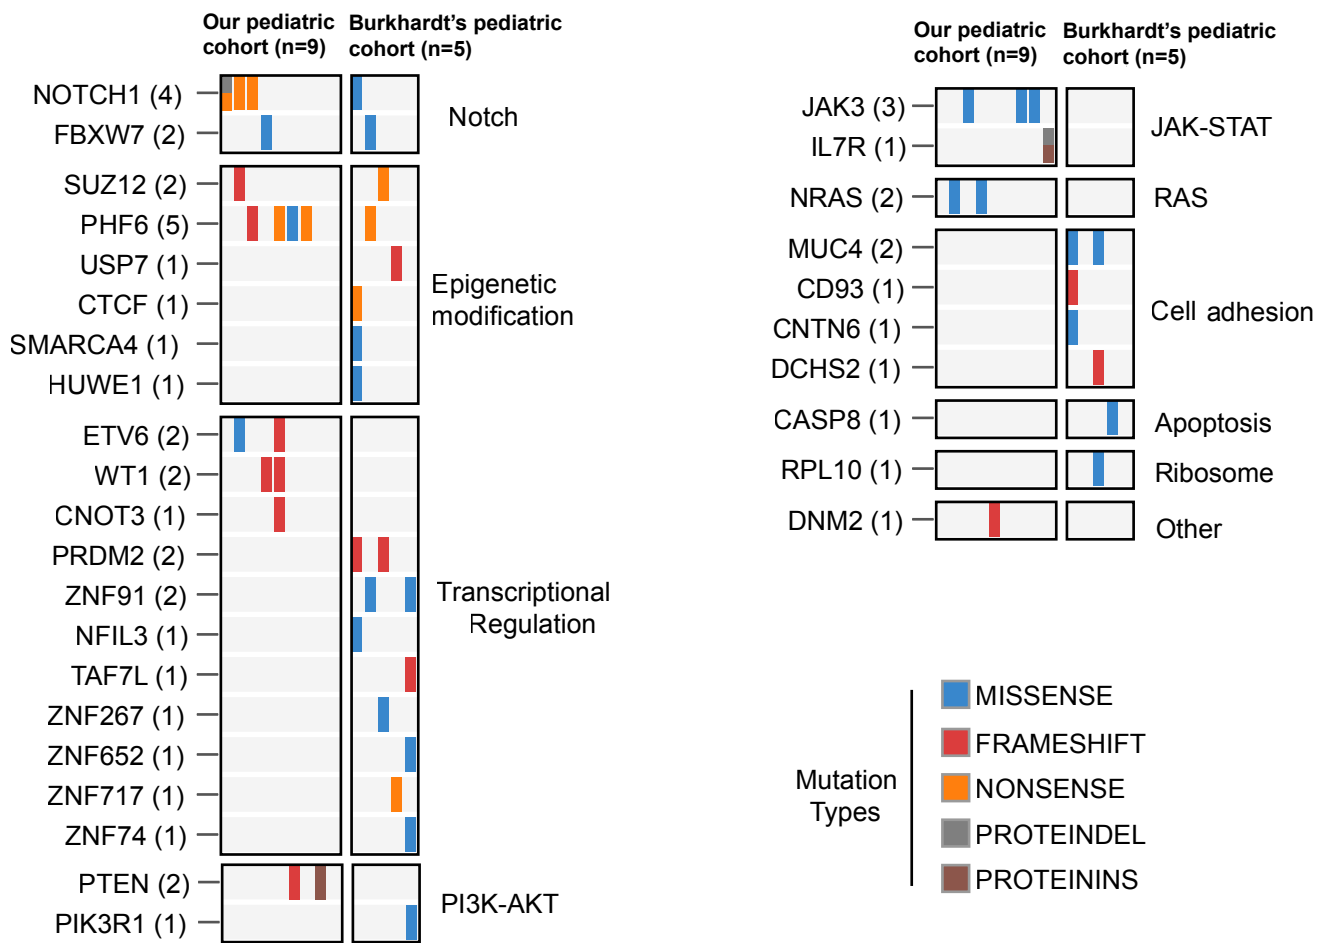 Our pediatric
cohort (n=9)
Burkhardt’s pediatric
cohort (n=5)
NOTCH1 (4)
FBXW7 (2)
Notch
SUZ12 (2)
PHF6 (5)
USP7 (1)
CTCF (1)
SMARCA4 (1)
HUWE1 (1)
Epigenetic
modification
ETV6 (2)
WT1 (2)
CNOT3 (1)
PRDM2 (2)
ZNF91 (2)
NFIL3 (1)
TAF7L (1)
ZNF267 (1)
ZNF652 (1)
ZNF717 (1)
ZNF74 (1)
Transcriptional
Regulation
PTEN (2)
PIK3R1 (1)
PI3K-AKT
Our pediatric
cohort (n=9)
Burkhardt’s pediatric
cohort (n=5)
JAK3 (3)
IL7R (1)
JAK-STAT
NRAS (2)
RAS
MUC4 (2)
CD93 (1)
CNTN6 (1)
DCHS2 (1)
Cell adhesion
CASP8 (1)
Apoptosis
RPL10 (1)
Ribosome
DNM2 (1)
Other
Mutation
Types
MISSENSE
FRAMESHIFT
NONSENSE
PROTEINDEL
PROTEININS